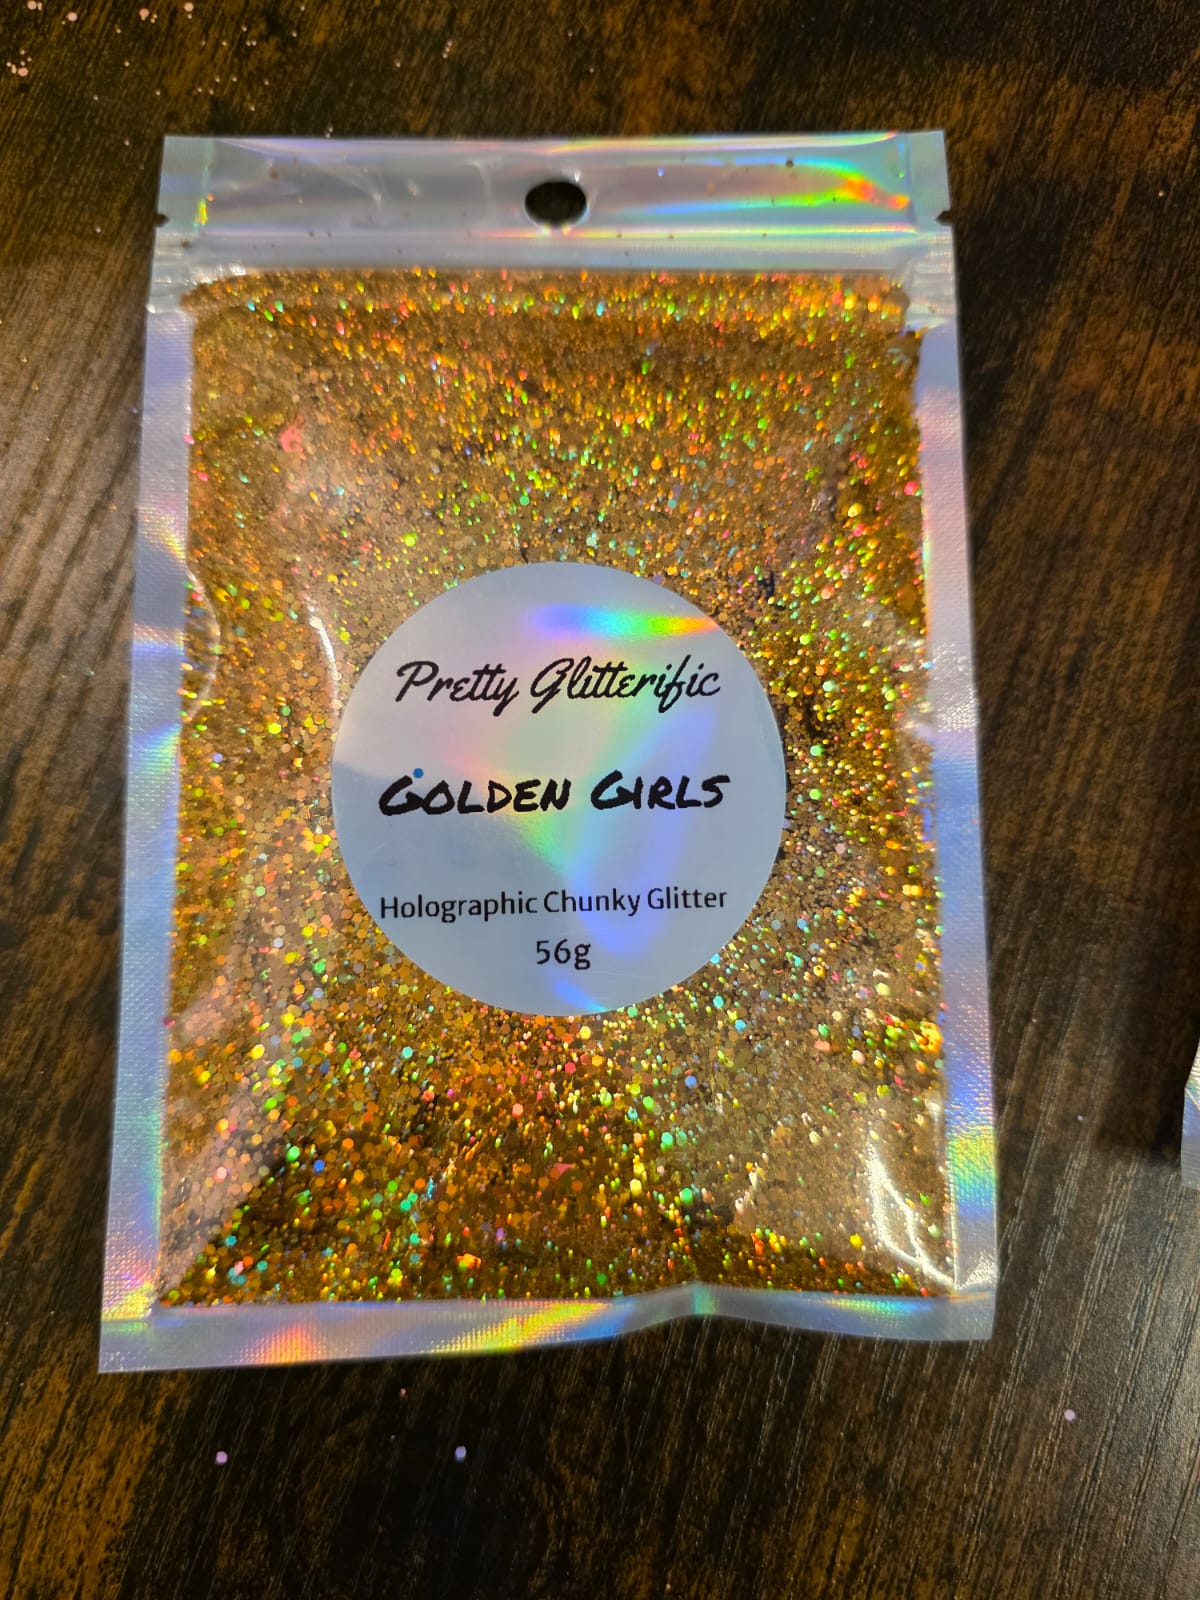 Pretty Glitterific
GOLDEN GIRLS
Holographic Chunky Glitter
56g